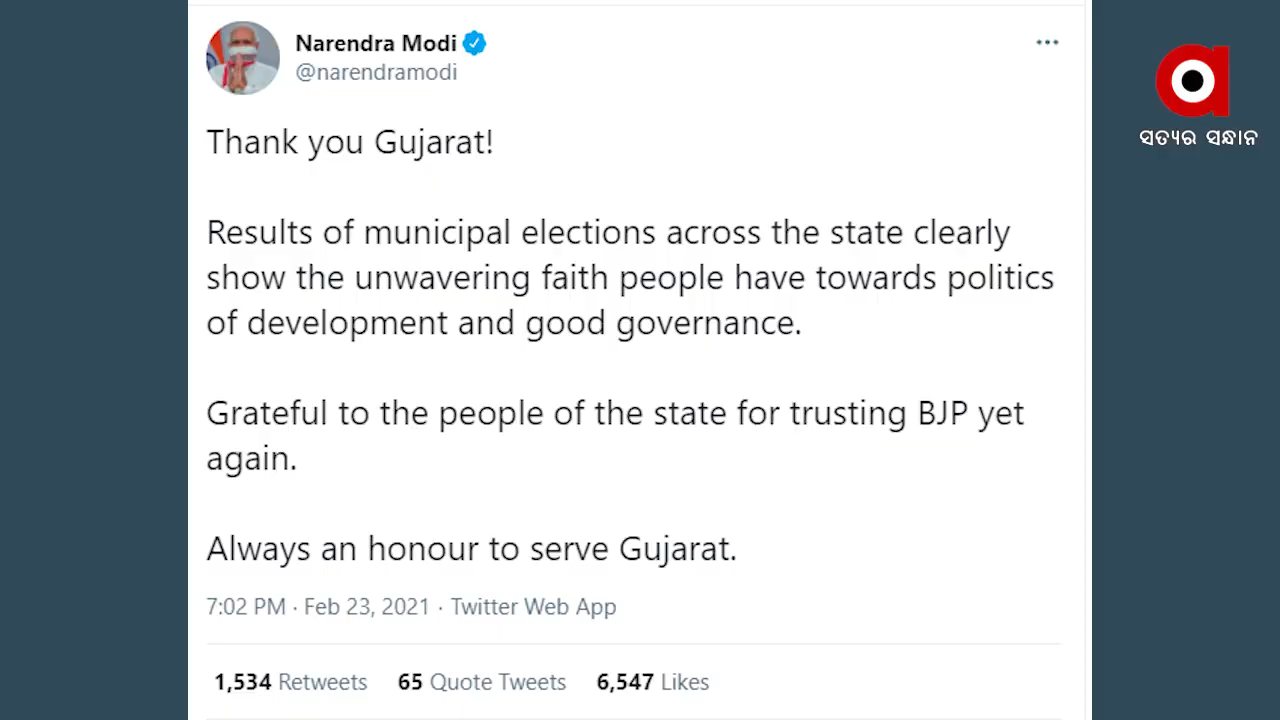 Narendra Modi
@narendramodi
Thank you Gujarat!
Results of municipal elections across the state clearly
show the unwavering faith people have towards politics
of development and good governance.
Grateful to the people of the state for trusting BJP yet
again.
Always an honour to serve Gujarat.
7:02 PM · Feb 23, 2021 · Twitter Web App
1,534 Retweets 65 Quote Tweets 6,547 Likes
a
ସତ୍ୟର ସନ୍ଧାନ